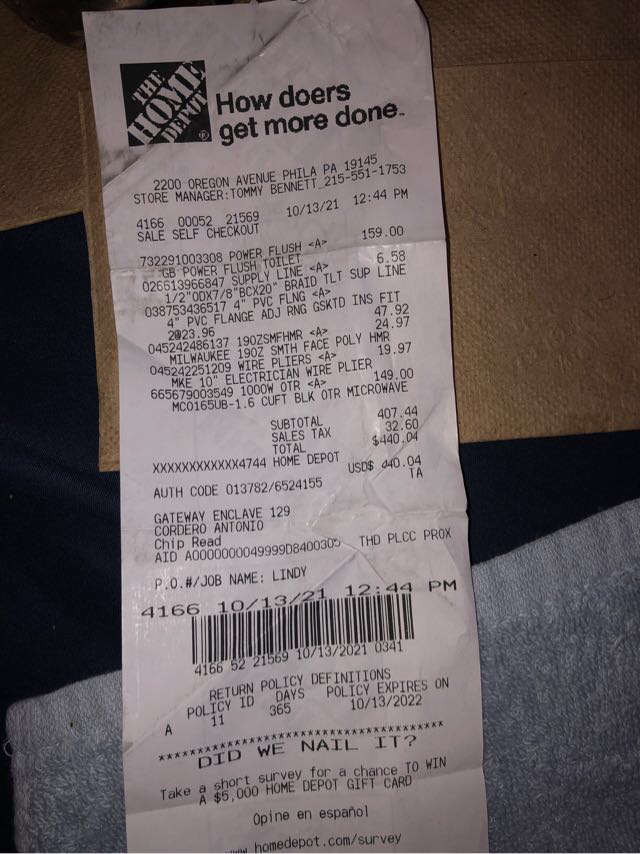 THE
HOME
DEPOT
®
How doers
get more done™
2200 OREGON AVENUE PHILA PA 19145
STORE MANAGER:TOMMY BENNETT 215-551-1753
4166 00052 21569 10/13/21 12:44 PM
SALE SELF CHECKOUT
732291003308 POWER FLUSH <A> 159.00
GB POWER FLUSH TOILET
026613966847 SUPPLY LINE <A> 6.58
1/2"ODX7/8"BCX20" BRAID TLT SUP LINE
038753436517 4" PVC FLNG <A>
4" PVC FLANGE ADJ RNG GSKTD INS FIT
2@23.96 47.92
045242486137 19OZSMFHMR <A> 24.97
MILWAUKEE 19OZ SMTH FACE POLY HMR
045242251209 WIRE PLIERS <A> 19.97
MKE 10" ELECTRICIAN WIRE PLIER
665679003549 1000W OTR <A> 149.00
MCO165UB-1.6 CUFT BLK OTR MICROWAVE
SUBTOTAL 407.44
SALES TAX 32.60
TOTAL $440.04
XXXXXXXXXXXX4744 HOME DEPOT
USD$ 440.04
AUTH CODE 013782/6524155 TA
GATEWAY ENCLAVE 129
CORDERO ANTONIO
Chip Read
AID THD PLCC PROX
P.O.#/JOB NAME: LINDY
4166 10/13/21 12:44 PM
4166 52 21569 10/13/2021 0341
RETURN POLICY DEFINITIONS
POLICY ID DAYS POLICY EXPIRES ON
A 11 365 10/13/2022
****************************************
DID WE NAIL IT?
Take a short survey for a chance TO WIN
A $5,000 HOME DEPOT GIFT CARD
Opine en español
www.homedepot.com/survey